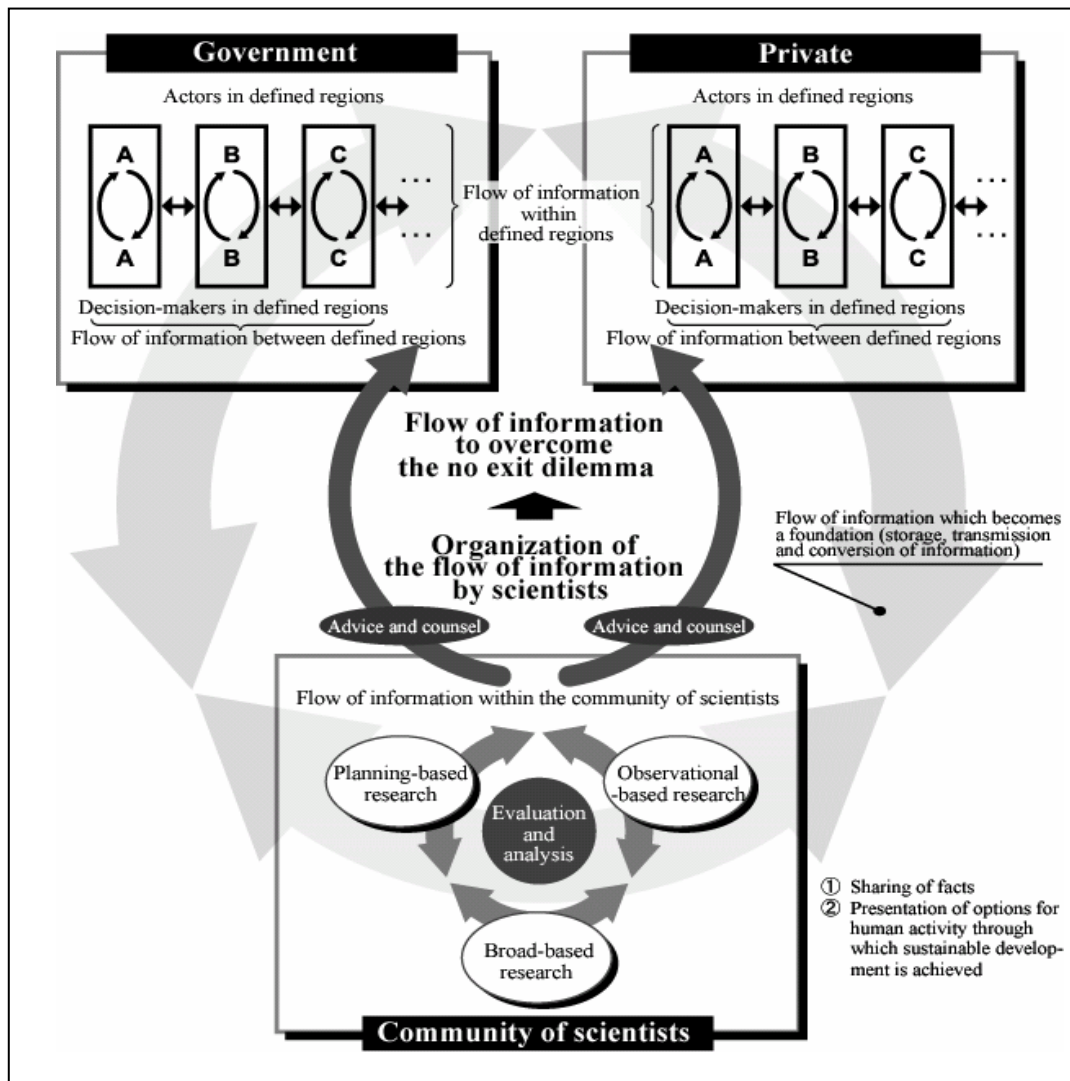 Government
Actors in defined regions
A
B
C
A
B
C
...
...
Decision-makers in defined regions
Flow of information between defined regions
Flow of information
within
defined regions
Private
Actors in defined regions
A
B
C
A
B
C
...
...
Decision-makers in defined regions
Flow of information between defined regions
Flow of information
to overcome
the no exit dilemma
Organization of
the flow of information
by scientists
Flow of information which becomes
a foundation (storage, transmission
and conversion of information)
Advice and counsel
Advice and counsel
Flow of information within the community of scientists
Planning-based
research
Observational
-based research
Evaluation
and
analysis
Broad-based
research
Community of scientists
① Sharing of facts
② Presentation of options for
human activity through
which sustainable develop-
ment is achieved